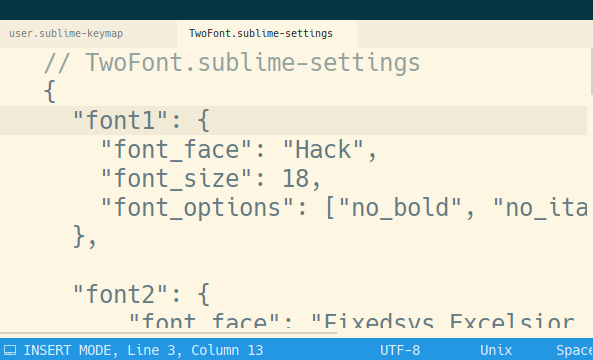 user.sublime-keymap TwoFont.sublime-settings
// TwoFont.sublime-settings
{
"font1": {
"font_face": "Hack",
"font_size": 18,
"font_options": ["no_bold", "no_ita
},
"font2": {
"font_face": "Fixedsys Excelsior
INSERT MODE, Line 3, Column 13 UTF-8 Unix Space